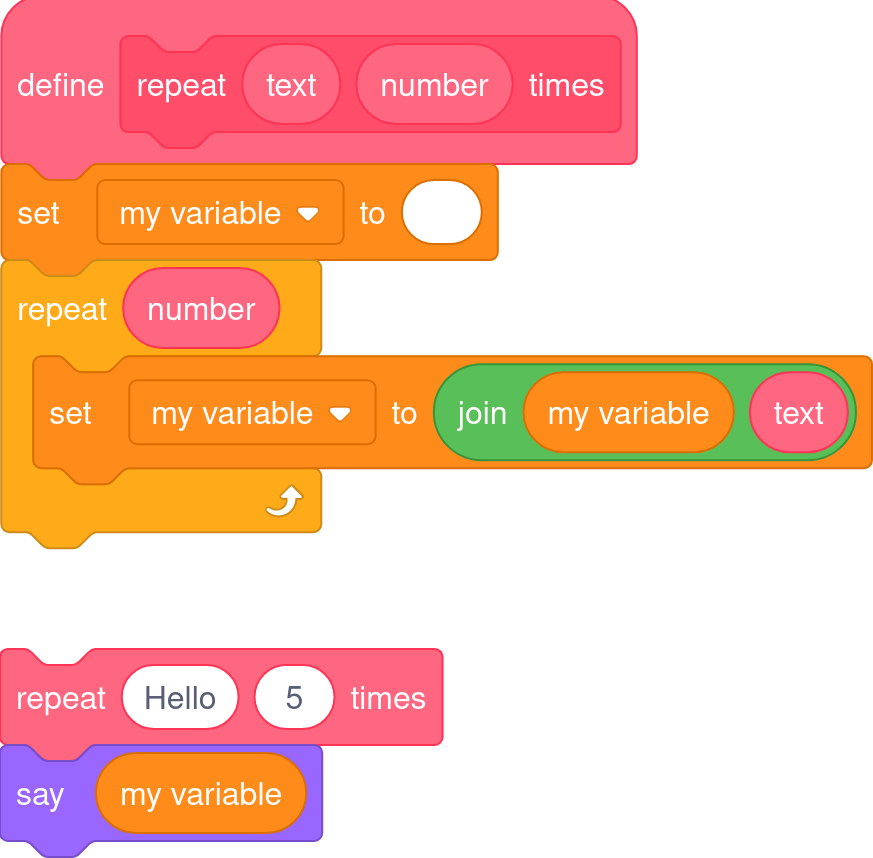 define repeat text number times
set my variable to
repeat number
set my variable to join my variable text
repeat Hello 5 times
say my variable